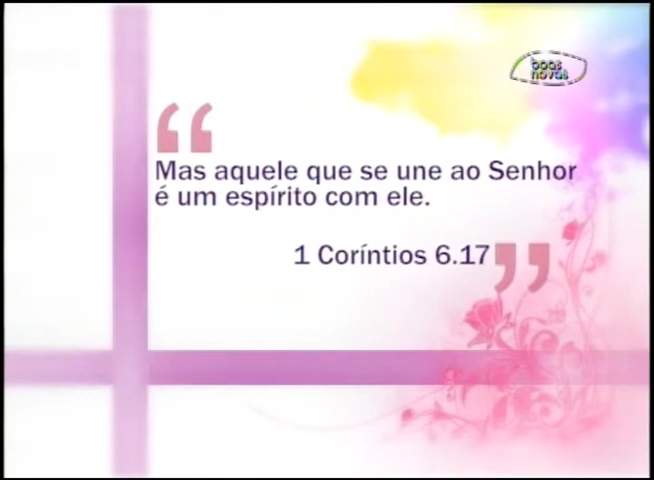 boas
novas
“
Mas aquele que se une ao Senhor
é um espírito com ele.
1 Coríntios 6.17”